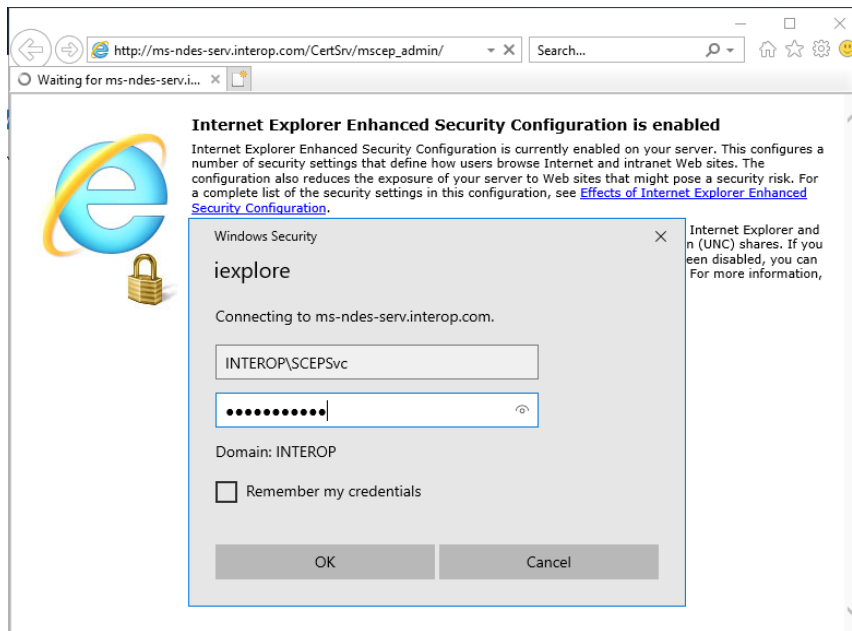 http://ms-ndes-serv.interop.com/CertSrv/mscep_admin/
Search...
Waiting for ms-ndes-serv.i...
Internet Explorer Enhanced Security Configuration is enabled
Internet Explorer Enhanced Security Configuration is currently enabled on your server. This configures a
number of security settings that define how users browse Internet and intranet Web sites. The
configuration also reduces the exposure of your server to Web sites that might pose a security risk. For
a complete list of the security settings in this configuration, see Effects of Internet Explorer Enhanced
Security Configuration.
Internet Explorer and
n (UNC) shares. If you
een disabled, you can
For more information,
Windows Security
iexplore
Connecting to ms-ndes-serv.interop.com.
INTEROP\SCEPSvc
●●●●●●●●●●●
Domain: INTEROP
Remember my credentials
OK
Cancel